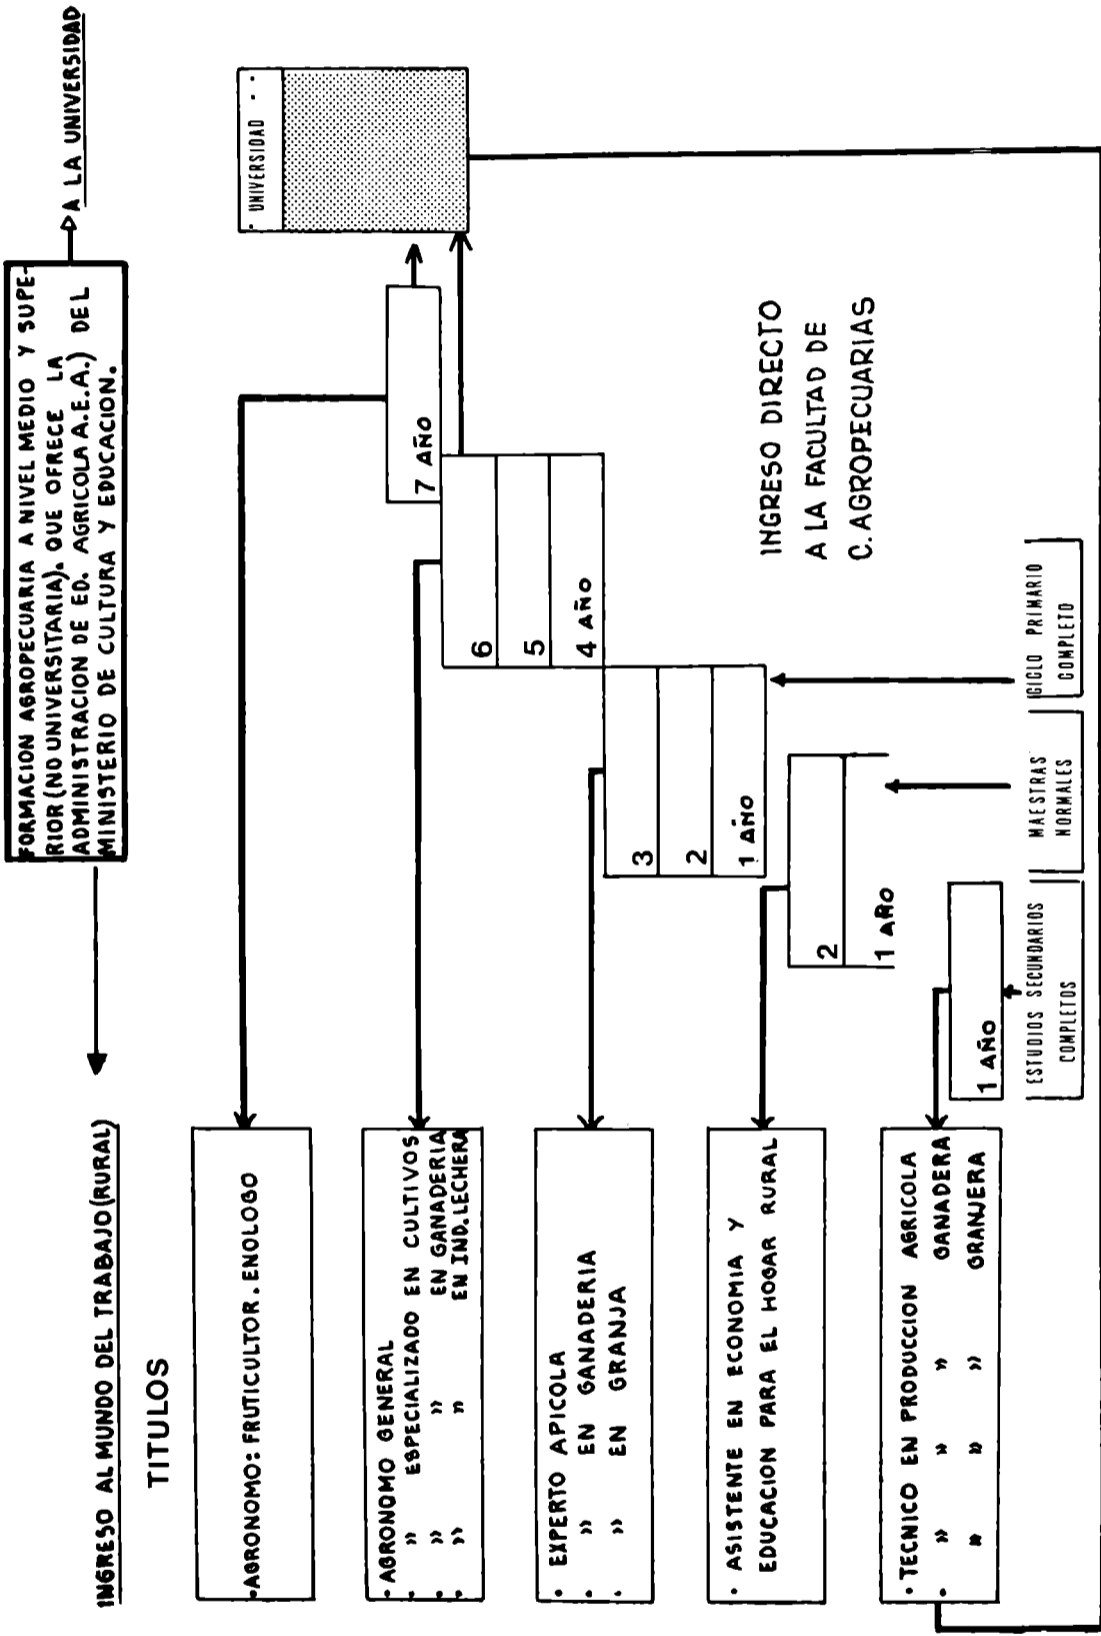 INGRESO AL MUNDO DEL TRABAJO (RURAL)
FORMACION AGROPECUARIA A NIVEL MEDIO Y SUPE-
RIOR (NO UNIVERSITARIA). QUE OFRECE LA
ADMINISTRACION DE ED. AGRICOLA A.E.A.) DEL
MINISTERIO DE CULTURA Y EDUCACION.
A LA UNIVERSIDAD
TITULOS
· AGRONOMO: FRUTICULTOR. ENOLOGO
· AGRONOMO GENERAL
· » ESPECIALIZADO EN CULTIVOS
· » » EN GANADERIA
· » » EN IND. LECHERA
· EXPERTO APICOLA
· » EN GANADERIA
· » EN GRANJA
· ASISTENTE EN ECONOMIA Y
EDUCACION PARA EL HOGAR RURAL
· TECNICO EN PRODUCCION AGRICOLA
· » » » GANADERA
» » » GRANJERA
· UNIVERSIDAD · ·
7 AÑO
6
5
4 AÑO
3
2
1 AÑO
2
1 AÑO
1 AÑO
INGRESO DIRECTO
A LA FACULTAD DE
C. AGROPECUARIAS
ESTUDIOS SECUNDARIOS
COMPLETOS
MAESTRAS
NORMALES
CICLO PRIMARIO
COMPLETO